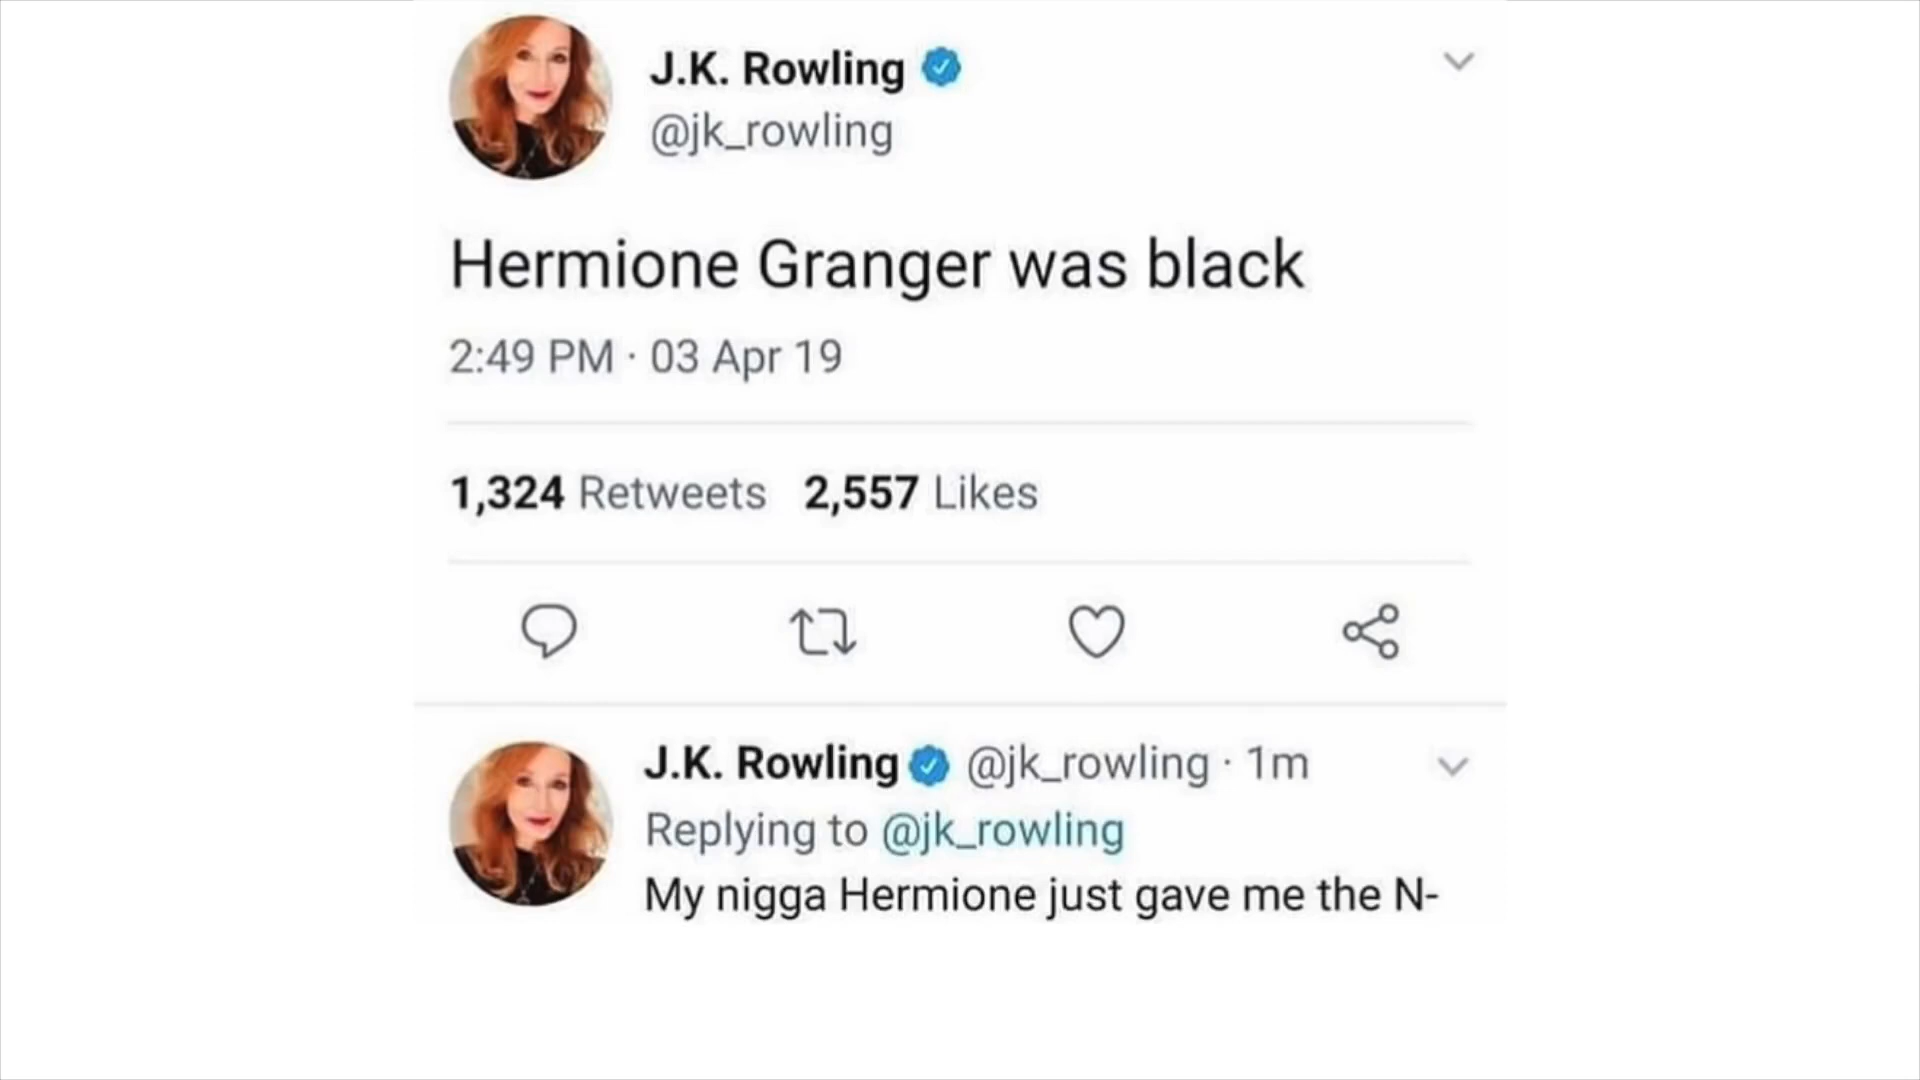 J.K. Rowling
@jk_rowling
Hermione Granger was black
2:49 PM · 03 Apr 19
1,324 Retweets 2,557 Likes
J.K. Rowling @jk_rowling · 1m
Replying to @jk_rowling
My nigga Hermione just gave me the N-